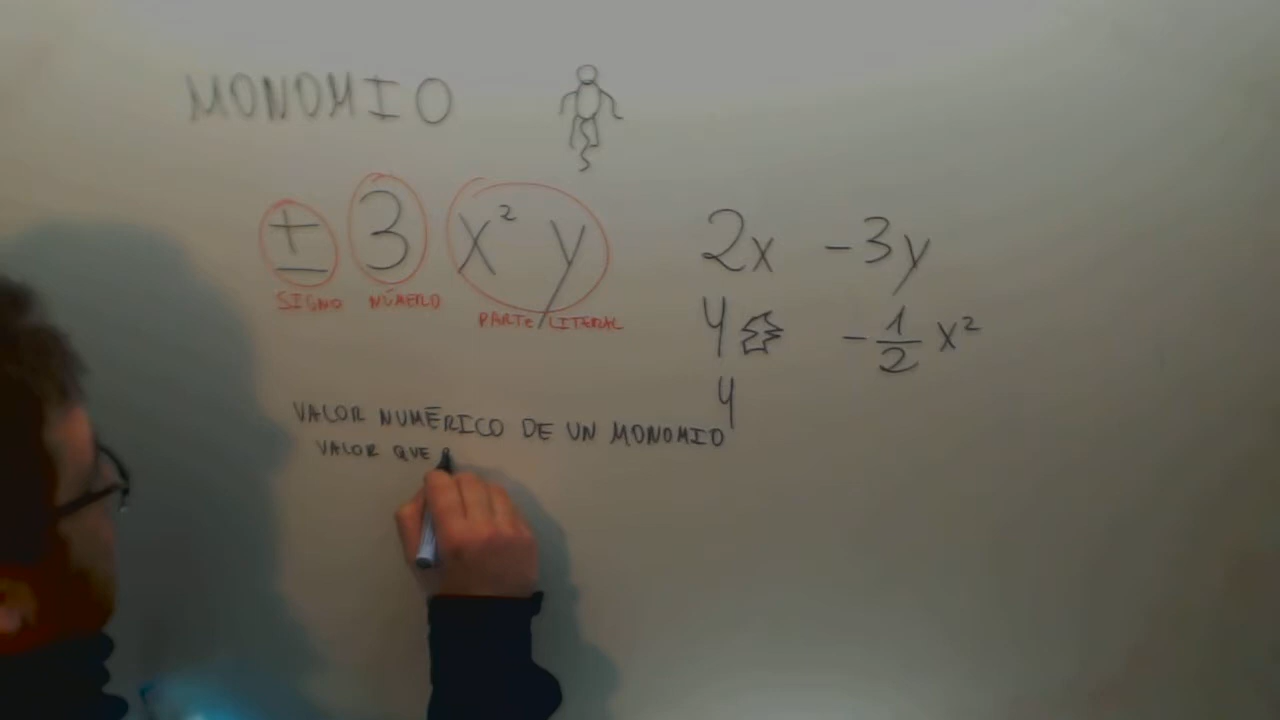 MONOMIO
± 3 x² y
SIGNO NÚMERO PARTE LITERAL
2x -3y
y -1/2 x²
y
VALOR NUMÉRICO DE UN MONOMIO
VALOR QUE